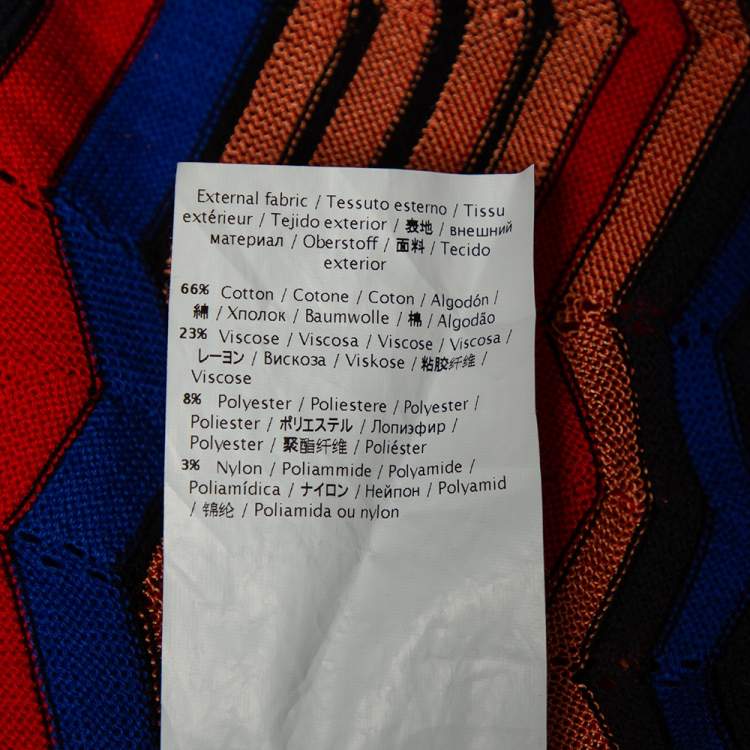 External fabric / Tessuto esterno / Tissu
extérieur / Tejido exterior / 表地 / внешний
материал / Oberstoff / 面料 / Tecido
exterior
66% Cotton / Cotone / Coton / Algodón /
綿 / Хполок / Baumwolle / 棉 / Algodão
23% Viscose / Viscosa / Viscose / Viscosa /
レーヨン / Вискоза / Viskose / 粘胶纤维 /
Viscose
8% Polyester / Poliestere / Polyester /
Poliester / ポリエステル / Лопиэфир /
Polyester / 聚酯纤维 / Poliéster
3% Nylon / Poliammide / Polyamide /
Poliamídica / ナイロン / Нейпон / Polyamid
/ 锦纶 / Poliamida ou nylon